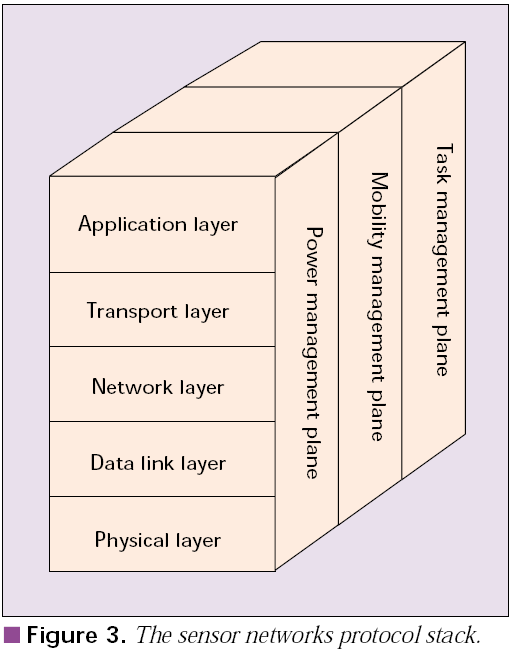 Application layer
Transport layer
Network layer
Data link layer
Physical layer
Power management plane
Mobility management plane
Task management plane
Figure 3. The sensor networks protocol stack.